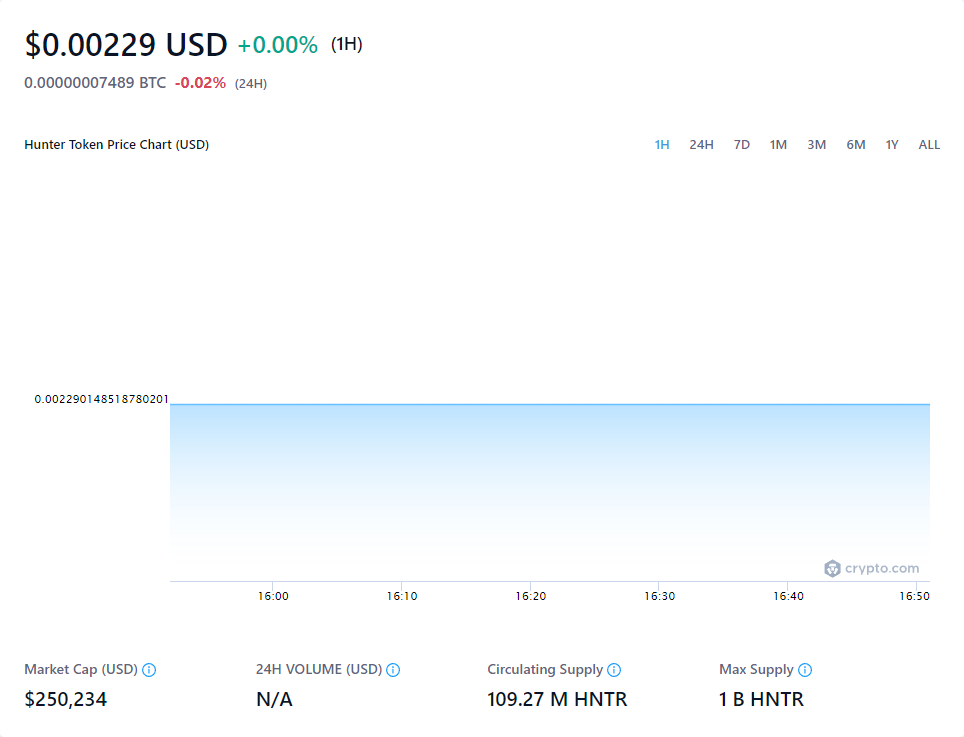 $0.00229 USD +0.00% (1H)
0.00000007489 BTC -0.02% (24H)
Hunter Token Price Chart (USD) 1H 24H 7D 1M 3M 6M 1Y ALL
0.002290148518780201
crypto.com
16:00 16:10 16:20 16:30 16:40 16:50
Market Cap (USD) 24H VOLUME (USD) Circulating Supply Max Supply
$250,234 N/A 109.27 M HNTR 1 B HNTR